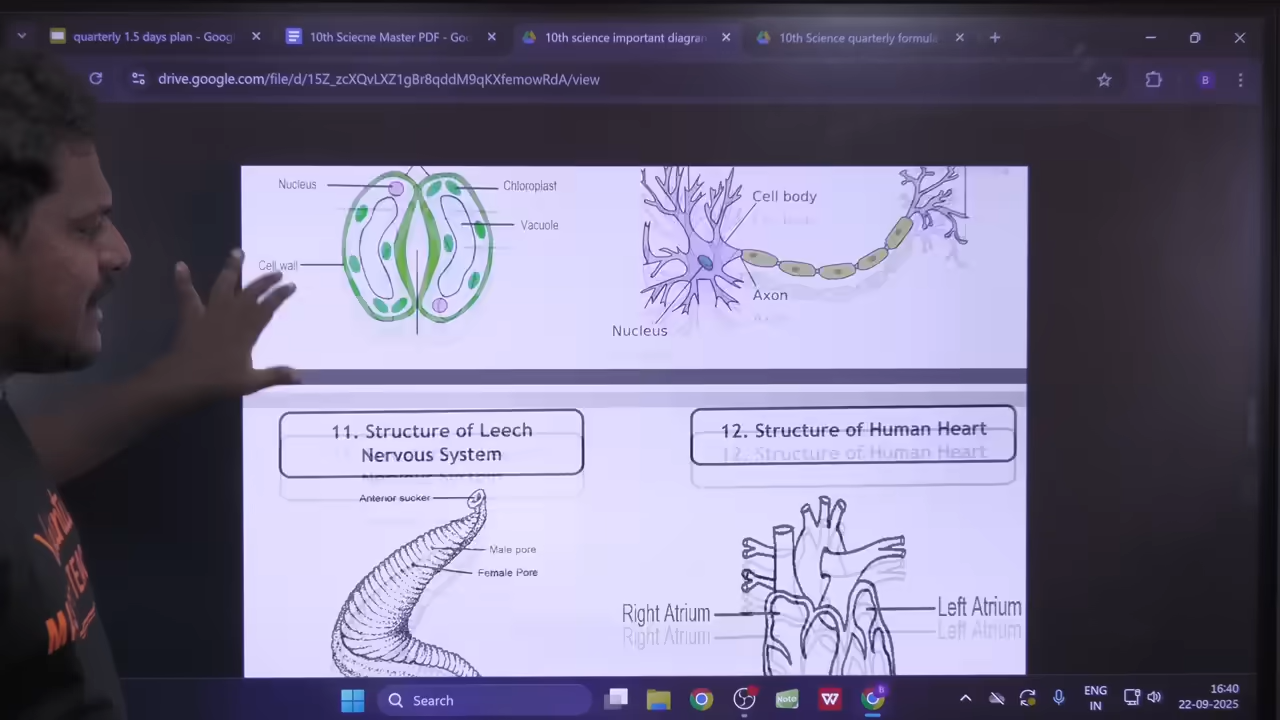 quarterly 1.5 days plan - Goog
10th Sciecne Master PDF - Go
10th science important diagra
10th Science quarterly formula
drive.google.com/file/d/15Z_zcXQvLXZ1gBr8qddM9qKXfemowRdA/view
B
Nucleus
Chloroplast
Vacuole
Cell wall
Cell body
Axon
Nucleus
11. Structure of Leech
Nervous System
12. Structure of Human Heart
Anterior sucker
Male pore
Female Pore
Right Atrium
Left Atrium
Search
Note
W
ENG
IN
16:40
22-09-2025